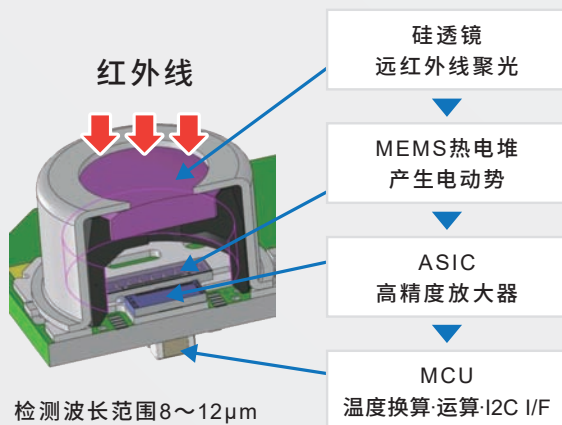 红外线
硅透镜
远红外线聚光
MEMS热电堆
产生电动势
ASIC
高精度放大器
MCU
温度换算·运算·I2C I/F
检测波长范围8～12μm